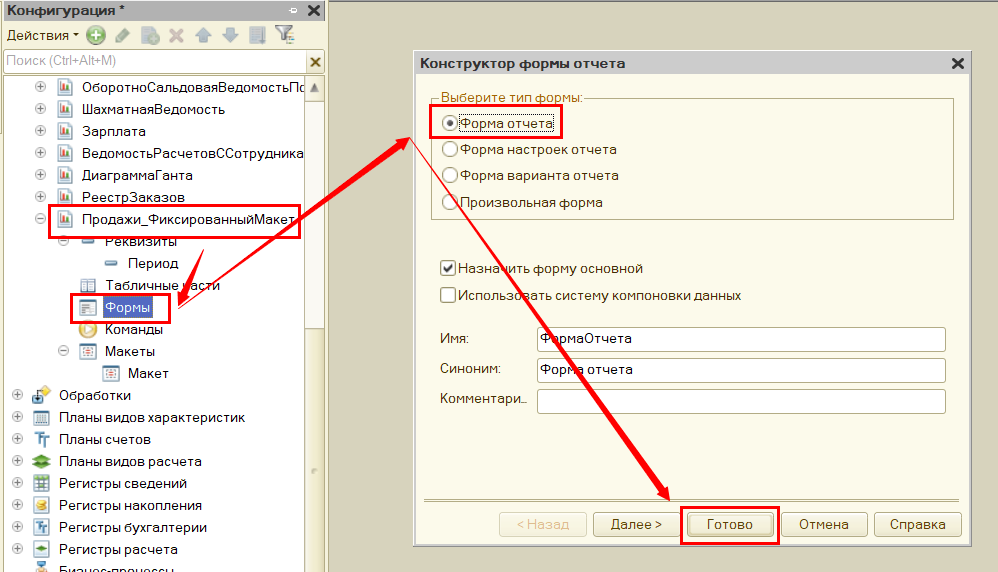 Конфигурация *
Действия
Поиск (Ctrl+Alt+M)
ОборотноСальдоваяВедомостьПо
ШахматнаяВедомость
Зарплата
ВедомостьРасчетовССотрудника
ДиаграммаГанта
РеестрЗаказов
Продажи_ФиксированныйМакет
Реквизиты
Период
Табличные части
Формы
Команды
Макеты
Макет
Обработки
Планы видов характеристик
Планы счетов
Планы видов расчета
Регистры сведений
Регистры накопления
Регистры бухгалтерии
Регистры расчета
Бизнес-процессы
Конструктор формы отчета
Выберите тип формы:
Форма отчета
Форма настроек отчета
Форма варианта отчета
Произвольная форма
Назначить форму основной
Использовать систему компоновки данных
Имя: ФормаОтчета
Синоним: Форма отчета
Комментари...
< Назад Далее > Готово Отмена Справка